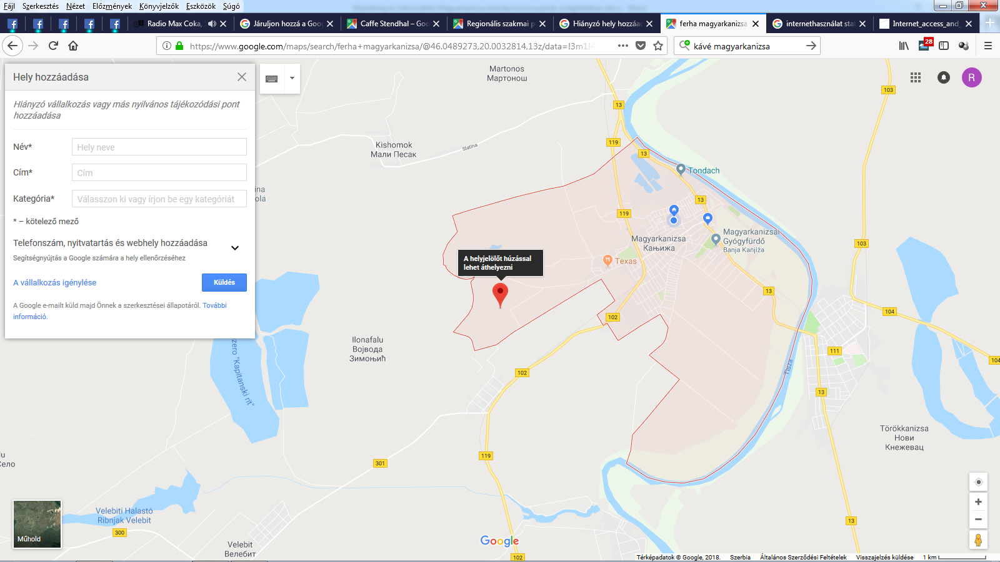 Fájl Szerkesztés Nézet Előzmények Könyvjelzők Eszközök Súgó
Radio Max Coka,
Járuljon hozzá a Goo
Caffe Stendhal – Goo
Regionális szakmai p
Hiányzó hely hozzáa
ferha magyarkanizsa
internethasználat stat
Internet_access_and_
https://www.google.com/maps/search/ferha+magyarkanizsa/@46.0489273,20.0032814,13z/data=!3m1!4
kávé magyarkanizsa
28
Hely hozzáadása
Hiányzó vállalkozás vagy más nyilvános tájékozódási pont
hozzáadása
Név*
Hely neve
Cím*
Cím
Kategória*
Válasszon ki vagy írjon be egy kategóriát
* – kötelező mező
Telefonszám, nyitvatartás és webhely hozzáadása
Segítségnyújtás a Google számára a hely ellenőrzéséhez
A vállalkozás igénylése
Küldés
A Google e-mailt küld majd Önnek a szerkesztései állapotáról. További
információ.
R
Martonos
Мартонош
103
13
119
Kishomok
Мали Песак
Slatina
13
Tondach
ina
ola
13
119
Magyarkanizsai
Gyógyfürdő
Banja Kanjiža
Magyarkanizsa
Кањижа
103
A helyjelölőt húzással
lehet áthelyezni
Texas
13
104
102
Ilonafalu
Војвода
Зимоњић
111
104
zero "Kapitanski rit"
Tisza
102
13
Törökkanizsa
Нови
Кнежевац
lu
Село
119
301
Velebiti Halastó
Ribnjak Velebit
13
300
Műhold
Velebit
Велебит
Google
102
Térképadatok © Google, 2018. Szerbia Általános Szerződési Feltételek Visszajelzés küldése 1 km